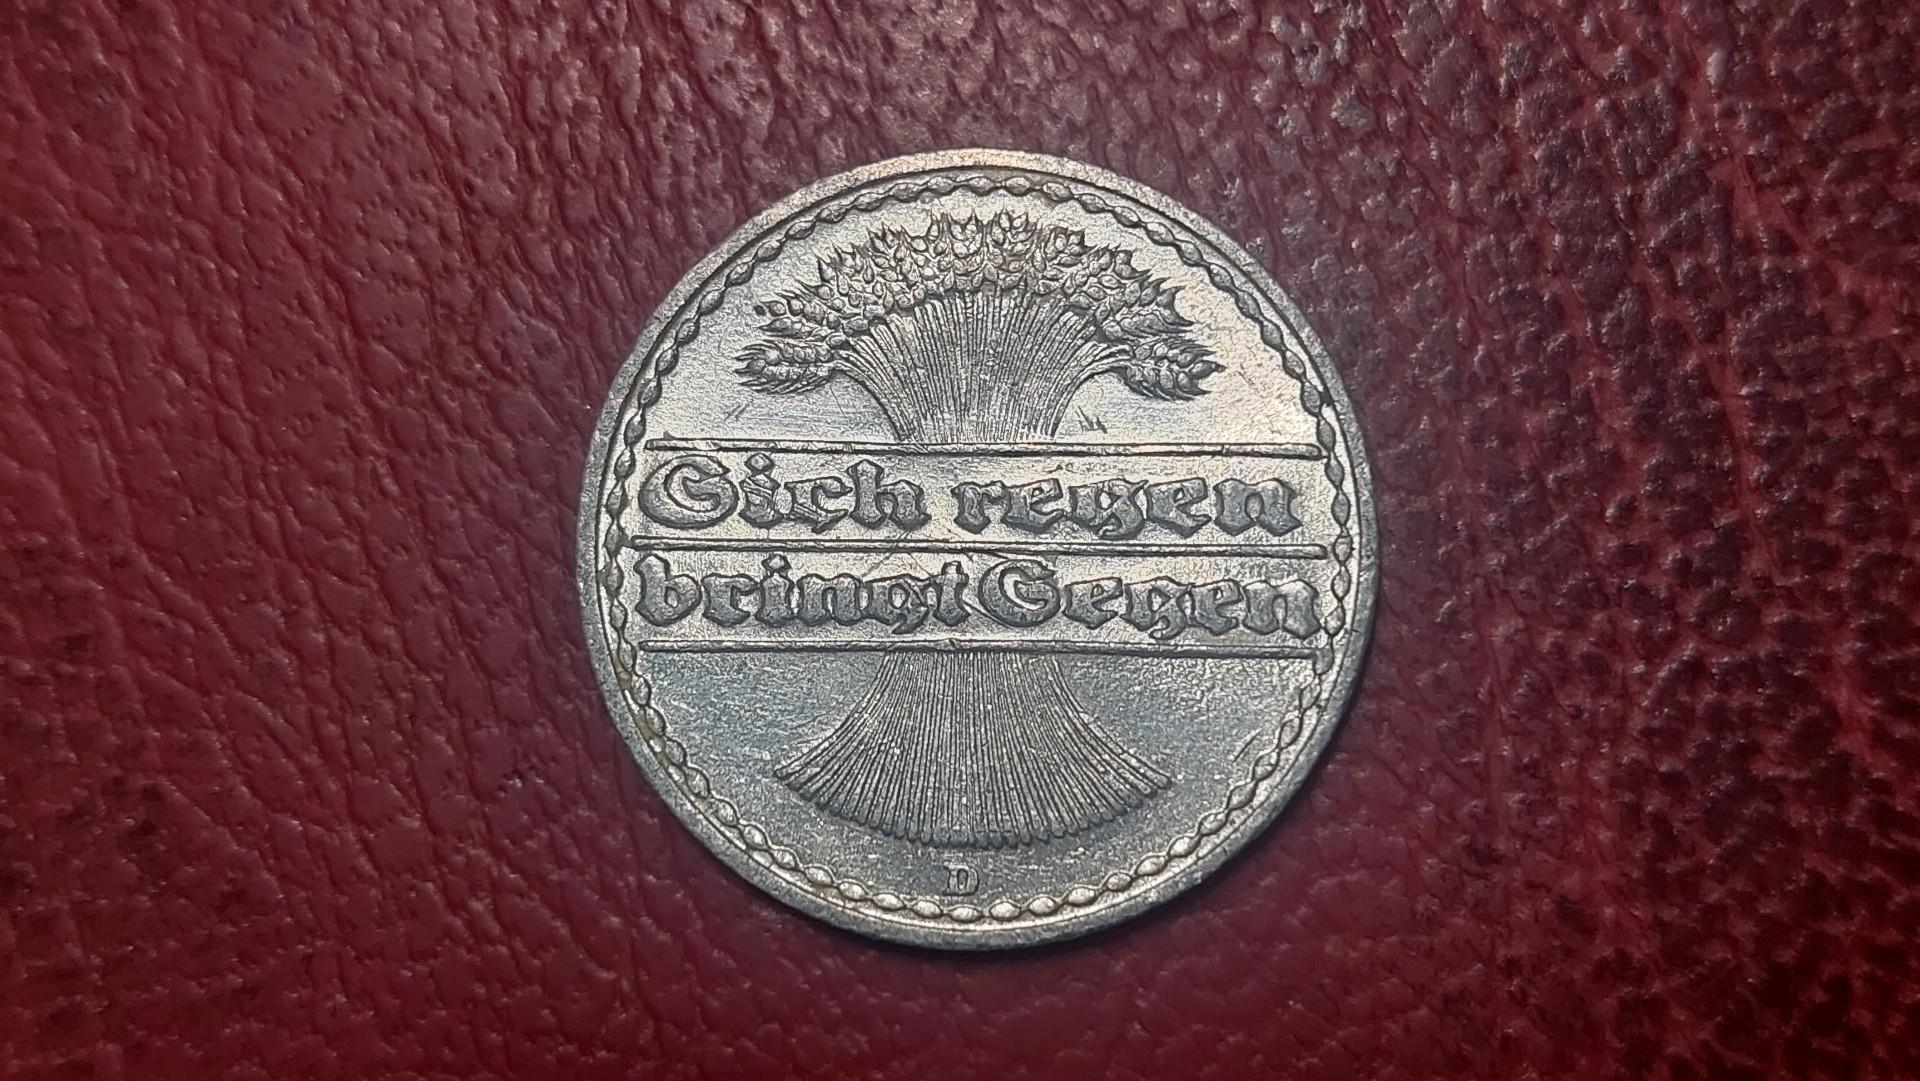 Sich regen
bringt Segen
D